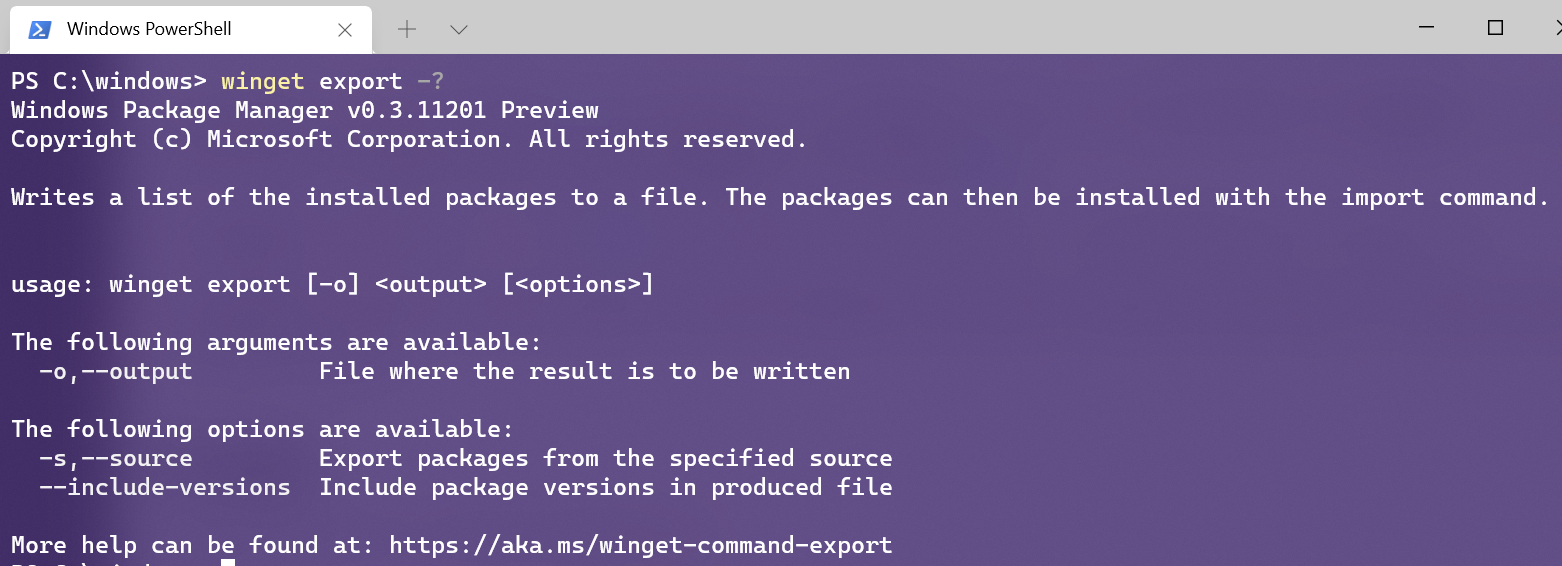 Windows PowerShell
PS C:\windows> winget export -?
Windows Package Manager v0.3.11201 Preview
Copyright (c) Microsoft Corporation. All rights reserved.
Writes a list of the installed packages to a file. The packages can then be installed with the import command.
usage: winget export [-o] <output> [<options>]
The following arguments are available:
  -o,--output         File where the result is to be written
The following options are available:
  -s,--source         Export packages from the specified source
  --include-versions  Include package versions in produced file
More help can be found at: https://aka.ms/winget-command-export